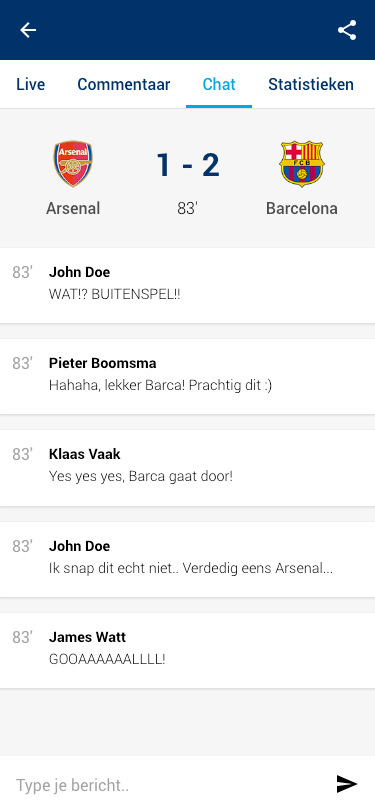 Live Commentaar Chat Statistieken
Arsenal
1 - 2
FCB
Arsenal 83' Barcelona
83' John Doe
WAT!? BUITENSPEL!!
83' Pieter Boomsma
Hahaha, lekker Barca! Prachtig dit :)
83' Klaas Vaak
Yes yes yes, Barca gaat door!
83' John Doe
Ik snap dit echt niet.. Verdedig eens Arsenal...
83' James Watt
GOOAAAAAALLLL!
Type je bericht..